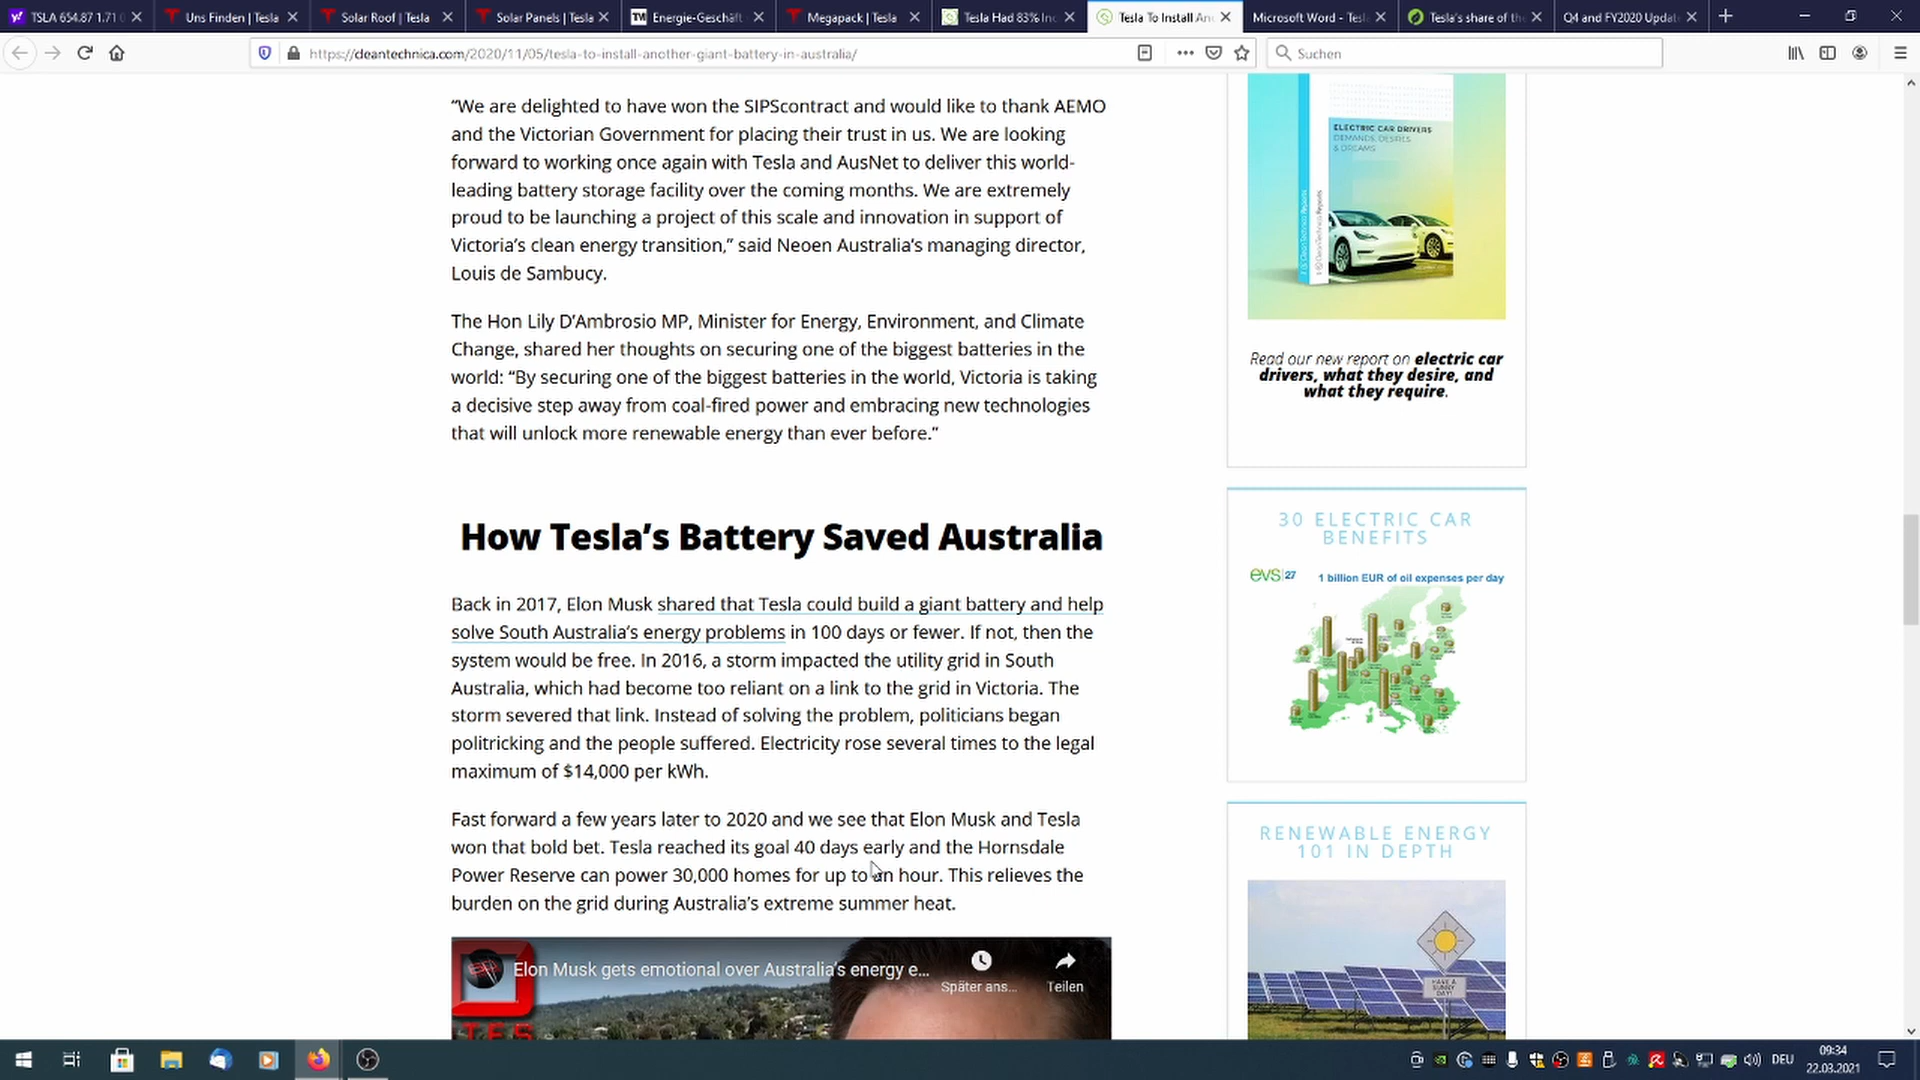 TSLA 654.87 1.71 0
Uns Finden | Tesla
Solar Roof | Tesla
Solar Panels | Tesla
Energie-Geschäft
Megapack | Tesla
Tesla Had 83% In
Tesla To Install An
Microsoft Word - Tesl
Tesla's share of th
Q4 and FY2020 Updat
https://cleantechnica.com/2020/11/05/tesla-to-install-another-giant-battery-in-australia/
Suchen
“We are delighted to have won the SIPScontract and would like to thank AEMO
and the Victorian Government for placing their trust in us. We are looking
forward to working once again with Tesla and AusNet to deliver this world-
leading battery storage facility over the coming months. We are extremely
proud to be launching a project of this scale and innovation in support of
Victoria’s clean energy transition,” said Neoen Australia’s managing director,
Louis de Sambucy.
The Hon Lily D’Ambrosio MP, Minister for Energy, Environment, and Climate
Change, shared her thoughts on securing one of the biggest batteries in the
world: “By securing one of the biggest batteries in the world, Victoria is taking
a decisive step away from coal-fired power and embracing new technologies
that will unlock more renewable energy than ever before.”
How Tesla’s Battery Saved Australia
Back in 2017, Elon Musk shared that Tesla could build a giant battery and help
solve South Australia’s energy problems in 100 days or fewer. If not, then the
system would be free. In 2016, a storm impacted the utility grid in South
Australia, which had become too reliant on a link to the grid in Victoria. The
storm severed that link. Instead of solving the problem, politicians began
politricking and the people suffered. Electricity rose several times to the legal
maximum of $14,000 per kWh.
Fast forward a few years later to 2020 and we see that Elon Musk and Tesla
won that bold bet. Tesla reached its goal 40 days early and the Hornsdale
Power Reserve can power 30,000 homes for up to an hour. This relieves the
burden on the grid during Australia’s extreme summer heat.
Elon Musk gets emotional over Australia’s energy e...
Später ans...
Teilen
TES
ELECTRIC CAR DRIVERS
DEMANDS, DESIRES
& DREAMS
Read our new report on electric car
drivers, what they desire, and
what they require.
30 ELECTRIC CAR
BENEFITS
evs 27
1 billion EUR of oil expenses per day
RENEWABLE ENERGY
101 IN DEPTH
HAVE A
SUNNY
DAY!
DEU
09:34
22.03.2021